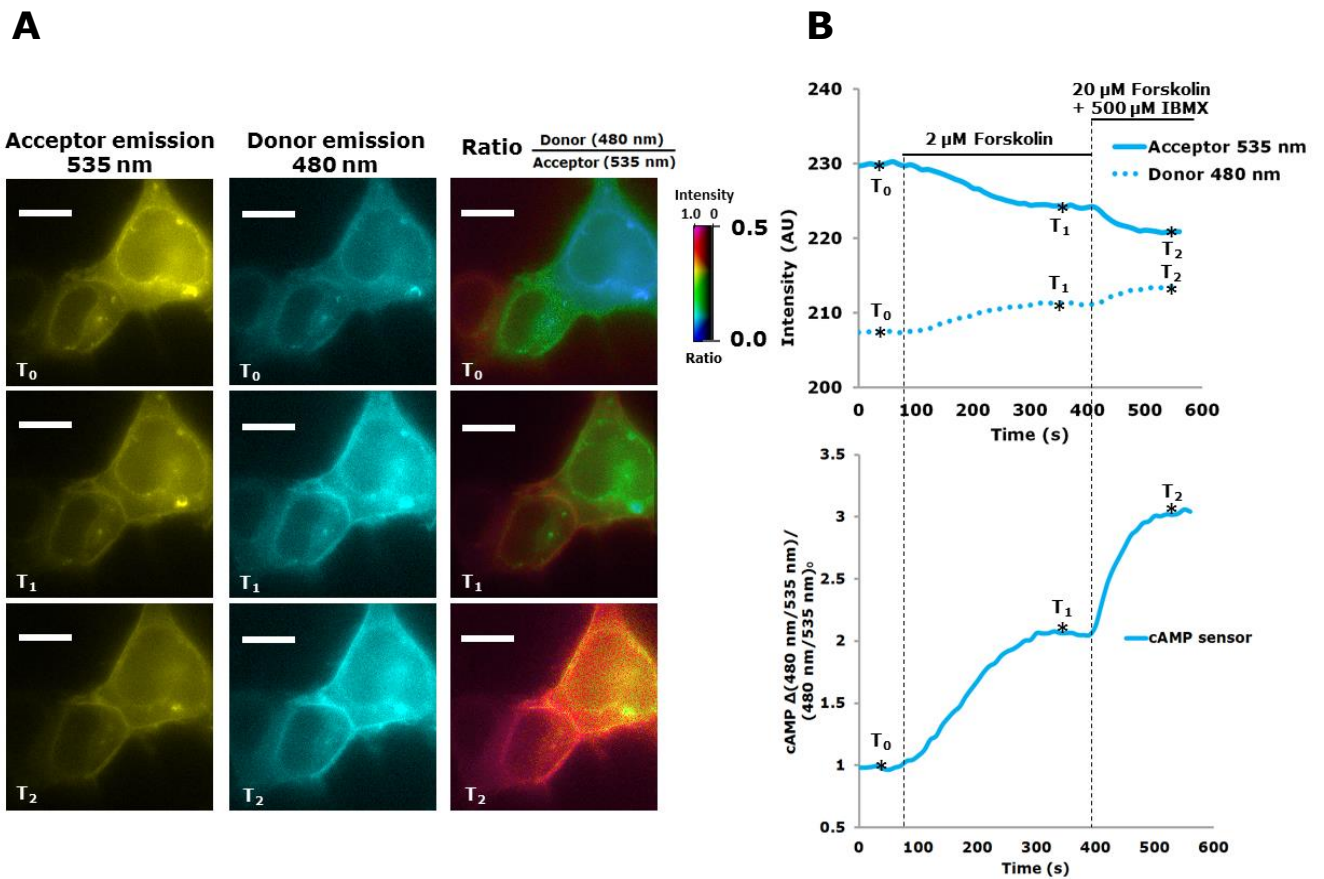 A
Acceptor emission
535 nm
Donor emission
480 nm
Ratio Donor (480 nm)
Acceptor (535 nm)
T0
T0
T0
Intensity
1.0 0
0.5
0.0
Ratio
T1
T1
T1
T2
T2
T2
B
240
230
220
210
200
Intensity (AU)
0 100 200 300 400 500 600
Time (s)
2 µM Forskolin
20 µM Forskolin
+ 500 µM IBMX
Acceptor 535 nm
Donor 480 nm
* T0
* T1
* T2
T0 *
T1 *
T2 *
3.5
3
2.5
2
1.5
1
0.5
cAMP Δ(480 nm/535 nm)/
(480 nm/535 nm)₀
0 100 200 300 400 500 600
Time (s)
T0 *
T1 *
T2 *
cAMP sensor